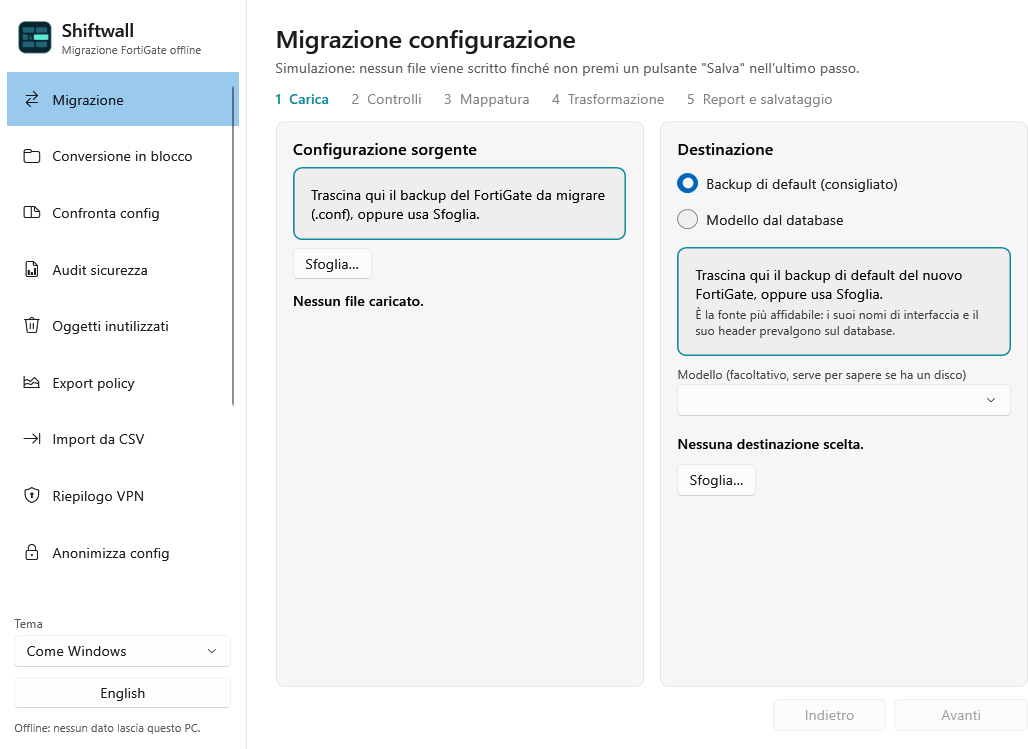 Shiftwall
Migrazione FortiGate offline
Migrazione
Conversione in blocco
Confronta config
Audit sicurezza
Oggetti inutilizzati
Export policy
Import da CSV
Riepilogo VPN
Anonimizza config
Tema
Come Windows
English
Offline: nessun dato lascia questo PC.
Migrazione configurazione
Simulazione: nessun file viene scritto finché non premi un pulsante "Salva" nell'ultimo passo.
1 Carica 2 Controlli 3 Mappatura 4 Trasformazione 5 Report e salvataggio
Configurazione sorgente
Trascina qui il backup del FortiGate da migrare
(.conf), oppure usa Sfoglia.
Sfoglia...
Nessun file caricato.
Destinazione
Backup di default (consigliato)
Modello dal database
Trascina qui il backup di default del nuovo
FortiGate, oppure usa Sfoglia.
È la fonte più affidabile: i suoi nomi di interfaccia e il
suo header prevalgono sul database.
Modello (facoltativo, serve per sapere se ha un disco)
Nessuna destinazione scelta.
Sfoglia...
Indietro
Avanti